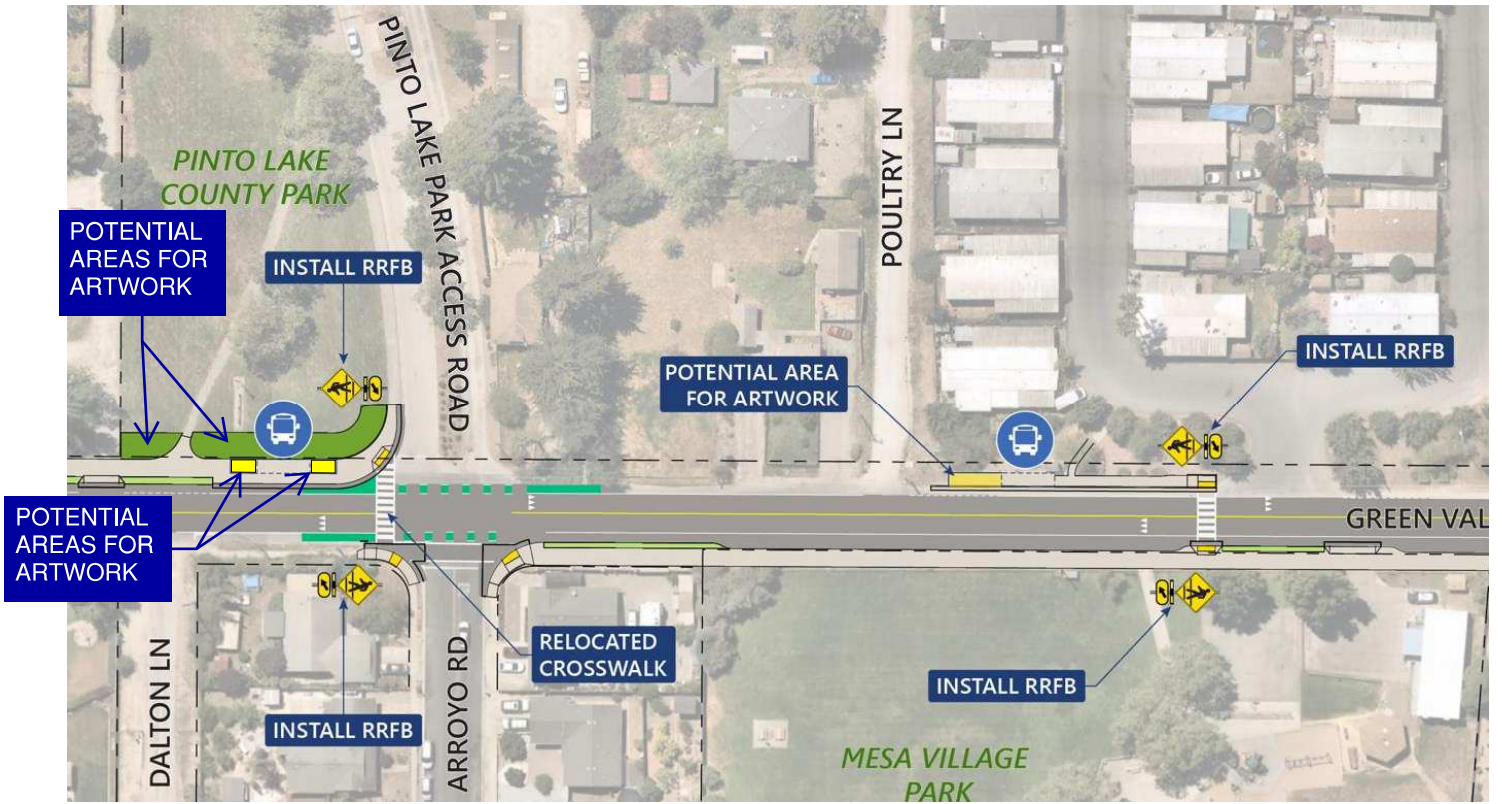 PINTO LAKE PARK ACCESS ROAD
PINTO LAKE
COUNTY PARK
POULTRY LN
POTENTIAL
AREAS FOR
ARTWORK
INSTALL RRFB
INSTALL RRFB
POTENTIAL AREA
FOR ARTWORK
POTENTIAL
AREAS FOR
ARTWORK
GREEN VAL
RELOCATED
CROSSWALK
DALTON LN
ARROYO RD
INSTALL RRFB
INSTALL RRFB
MESA VILLAGE
PARK